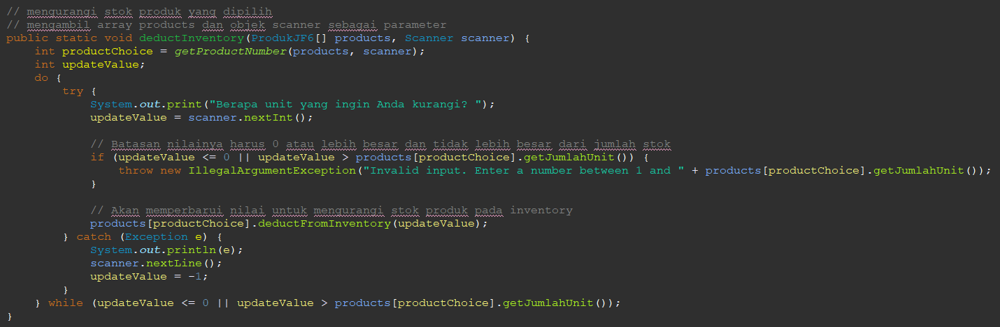 // mengurangi stok produk yang dipilih
// mengambil array products dan objek scanner sebagai parameter
public static void deductInventory(ProdukJF6[] products, Scanner scanner) {
    int productChoice = getProductNumber(products, scanner);
    int updateValue;
    do {
        try {
            System.out.print("Berapa unit yang ingin Anda kurangi? ");
            updateValue = scanner.nextInt();

            // Batasan nilainya harus 0 atau lebih besar dan tidak lebih besar dari jumlah stok
            if (updateValue <= 0 || updateValue > products[productChoice].getJumlahUnit()) {
                throw new IllegalArgumentException("Invalid input. Enter a number between 1 and " + products[productChoice].getJumlahUnit());
            }

            // Akan memperbarui nilai untuk mengurangi stok produk pada inventory
            products[productChoice].deductFromInventory(updateValue);
        } catch (Exception e) {
            System.out.println(e);
            scanner.nextLine();
            updateValue = -1;
        }
    } while (updateValue <= 0 || updateValue > products[productChoice].getJumlahUnit());
}